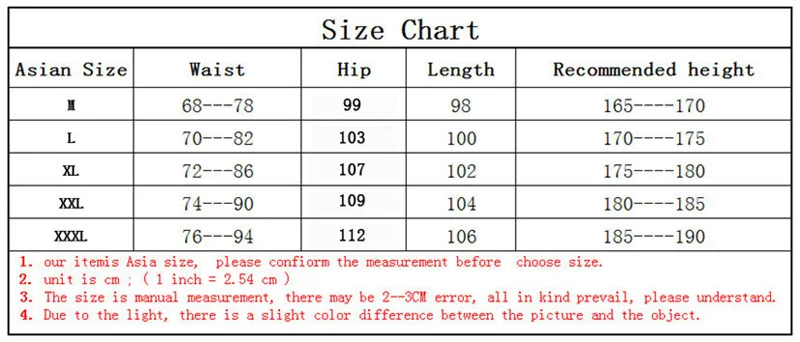 Size Chart
Asian Size Waist Hip Length Recommended height
M 68---78 99 98 165----170
L 70---82 103 100 170---175
XL 72---86 107 102 175----180
XXL 74---90 109 104 180----185
XXXL 76---94 112 106 185----190
1. our itemis Asia size, please confiorm the measurement before choose size.
2. unit is cm ; ( 1 inch = 2.54 cm )
3. The size is manual measurement, there may be 2--3CM error, all in kind prevail, please understand.
4. Due to the light, there is a slight color difference between the picture and the object.